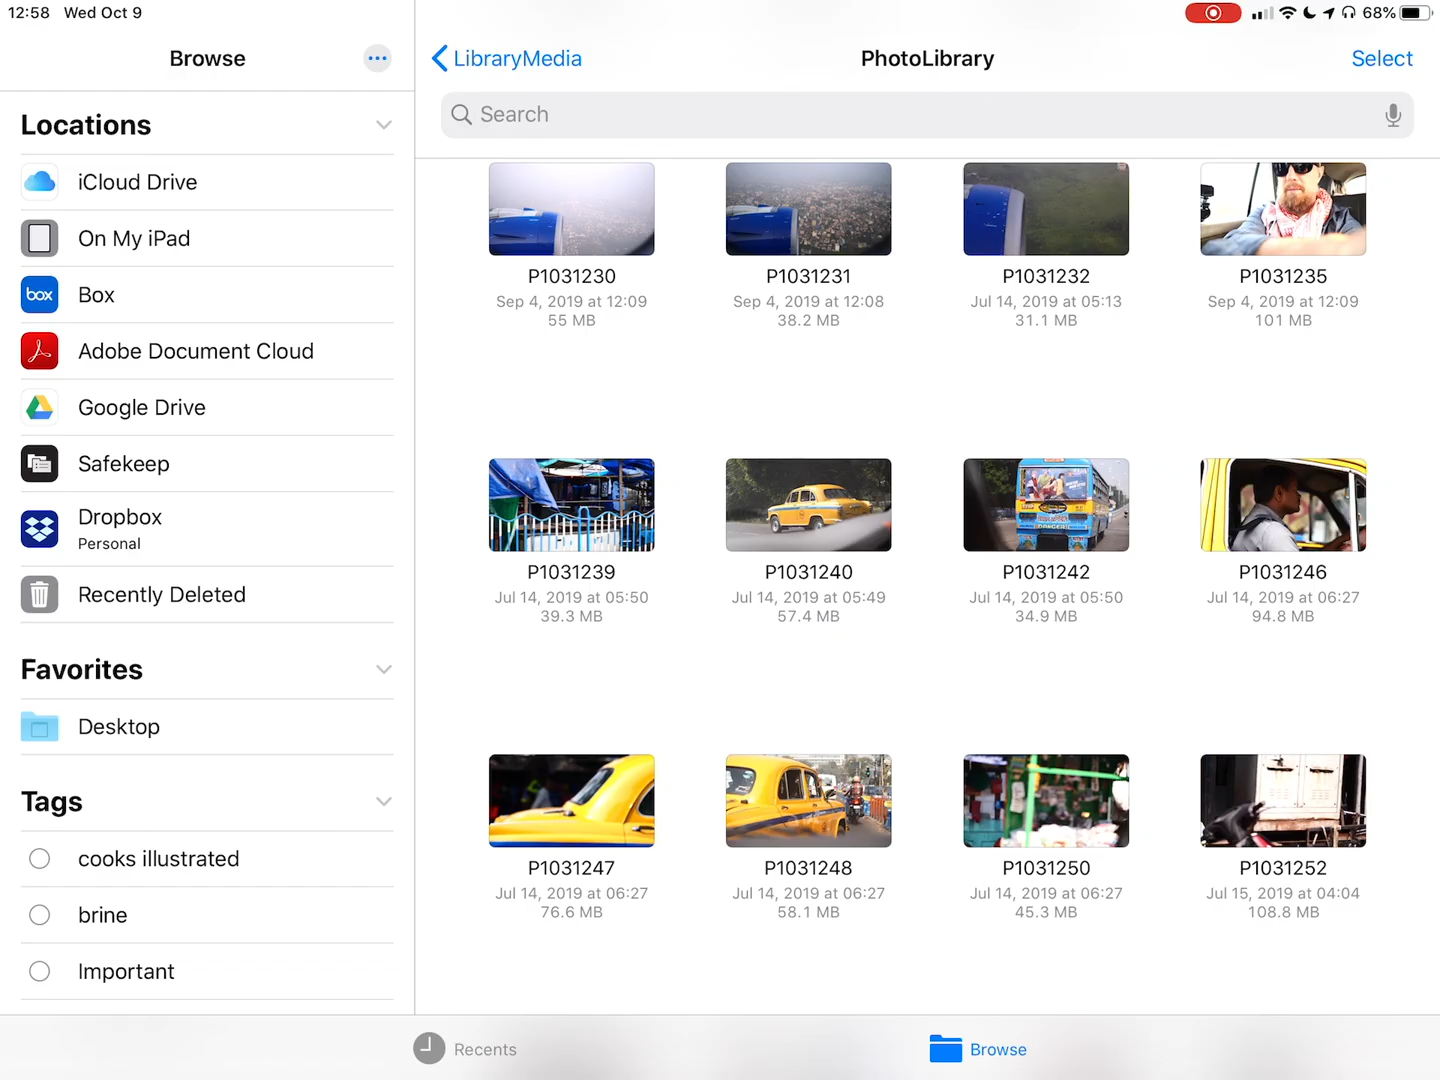 12:58 Wed Oct 9
68%
Browse
Locations
iCloud Drive
On My iPad
box
Box
Adobe Document Cloud
Google Drive
Safekeep
Dropbox
Personal
Recently Deleted
Favorites
Desktop
Tags
cooks illustrated
brine
Important
LibraryMedia
PhotoLibrary
Select
Search
P1031230
Sep 4, 2019 at 12:09
55 MB
P1031231
Sep 4, 2019 at 12:08
38.2 MB
P1031232
Jul 14, 2019 at 05:13
31.1 MB
P1031235
Sep 4, 2019 at 12:09
101 MB
P1031239
Jul 14, 2019 at 05:50
39.3 MB
P1031240
Jul 14, 2019 at 05:49
57.4 MB
P1031242
Jul 14, 2019 at 05:50
34.9 MB
P1031246
Jul 14, 2019 at 06:27
94.8 MB
P1031247
Jul 14, 2019 at 06:27
76.6 MB
P1031248
Jul 14, 2019 at 06:27
58.1 MB
P1031250
Jul 14, 2019 at 06:27
45.3 MB
P1031252
Jul 15, 2019 at 04:04
108.8 MB
Recents
Browse